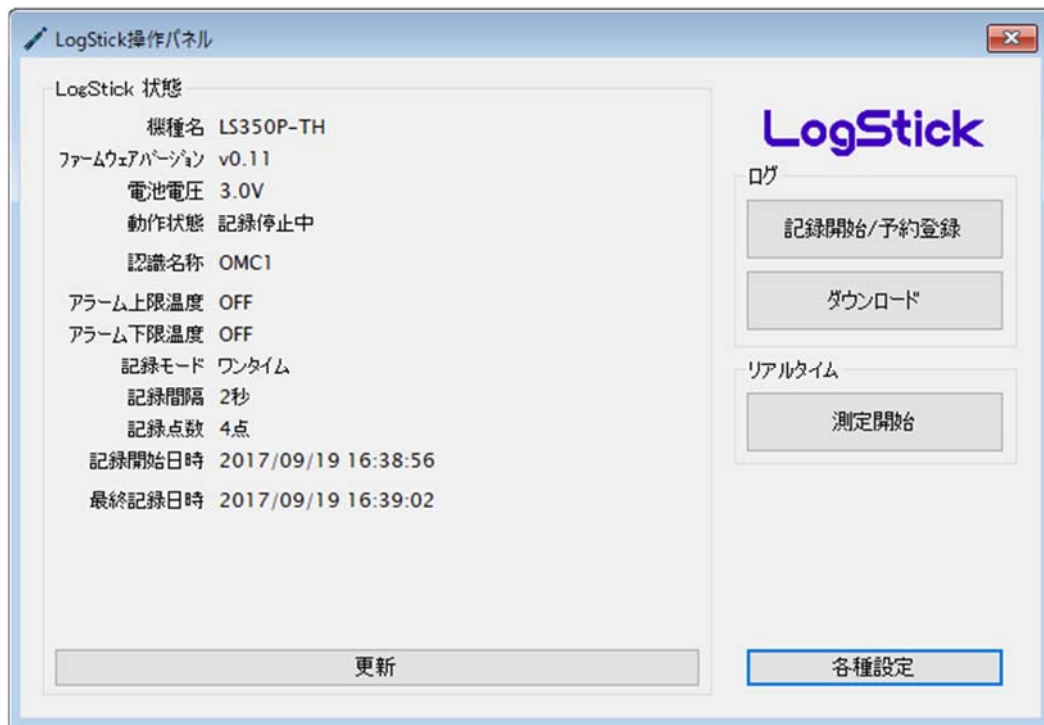 LogStick操作パネル
LogStick 状態
機種名 LS350P-TH
ファームウェアバージョン v0.11
電池電圧 3.0V
動作状態 記録停止中
認識名称 OMC1
アラーム上限温度 OFF
アラーム下限温度 OFF
記録モード ワンタイム
記録間隔 2秒
記録点数 4点
記録開始日時 2017/09/19 16:38:56
最終記録日時 2017/09/19 16:39:02
更新
LogStick
ログ
記録開始/予約登録
ダウンロード
リアルタイム
測定開始
各種設定